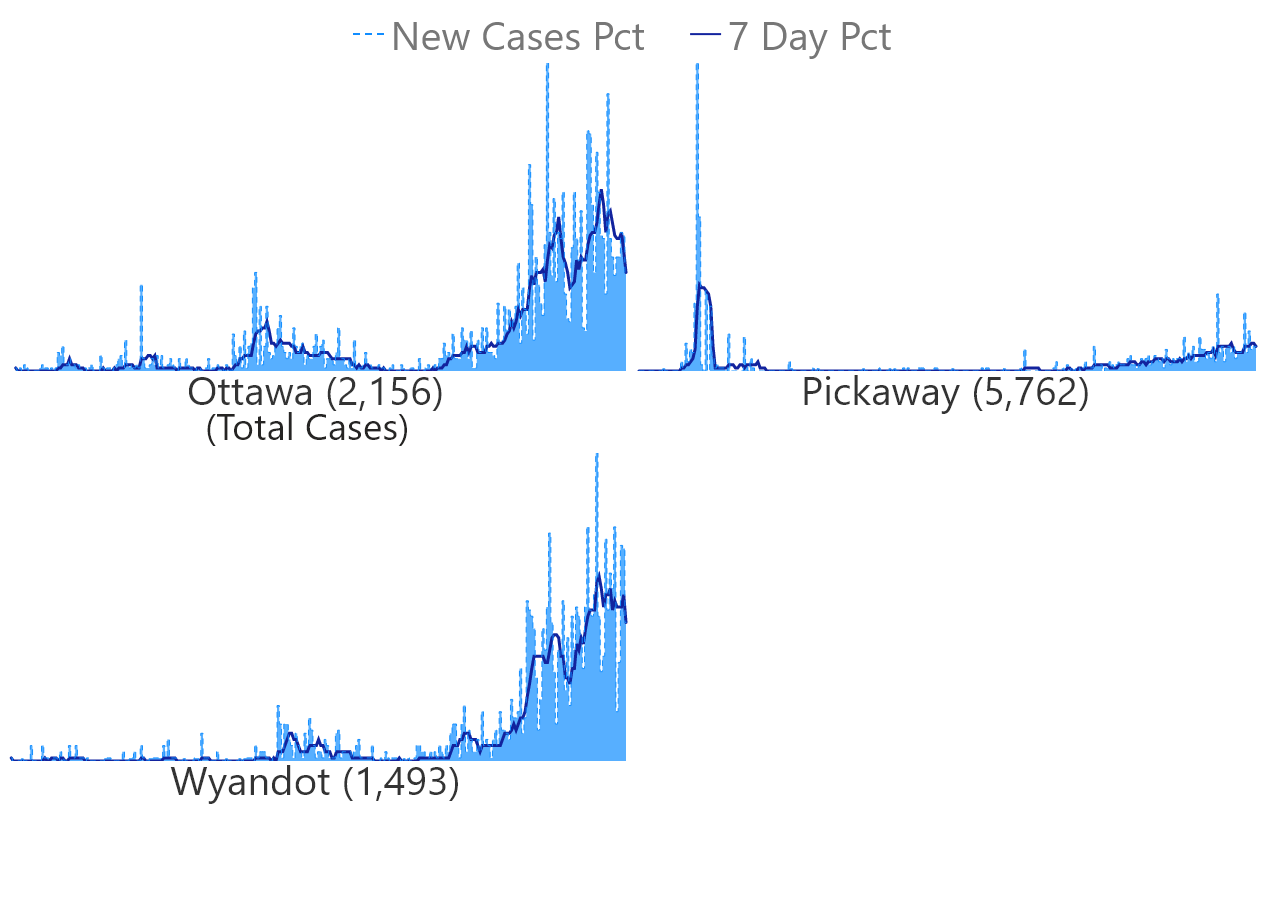 New Cases Pct 7 Day Pct
Ottawa (2,156)
(Total Cases)
Pickaway (5,762)
Wyandot (1,493)